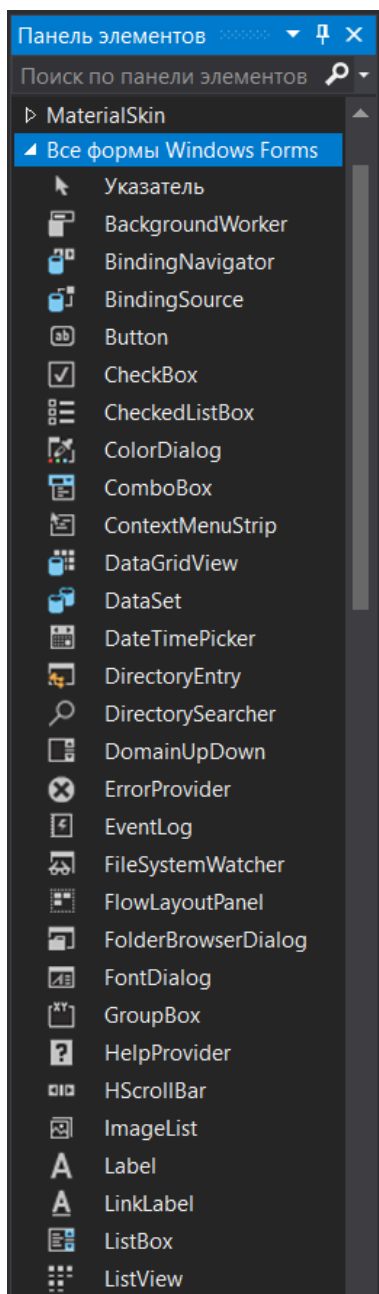 Панель элементов
Поиск по панели элементов
MaterialSkin
Все формы Windows Forms
Указатель
BackgroundWorker
BindingNavigator
BindingSource
Button
CheckBox
CheckedListBox
ColorDialog
ComboBox
ContextMenuStrip
DataGridView
DataSet
DateTimePicker
DirectoryEntry
DirectorySearcher
DomainUpDown
ErrorProvider
EventLog
FileSystemWatcher
FlowLayoutPanel
FolderBrowserDialog
FontDialog
GroupBox
HelpProvider
HScrollBar
ImageList
Label
LinkLabel
ListBox
ListView